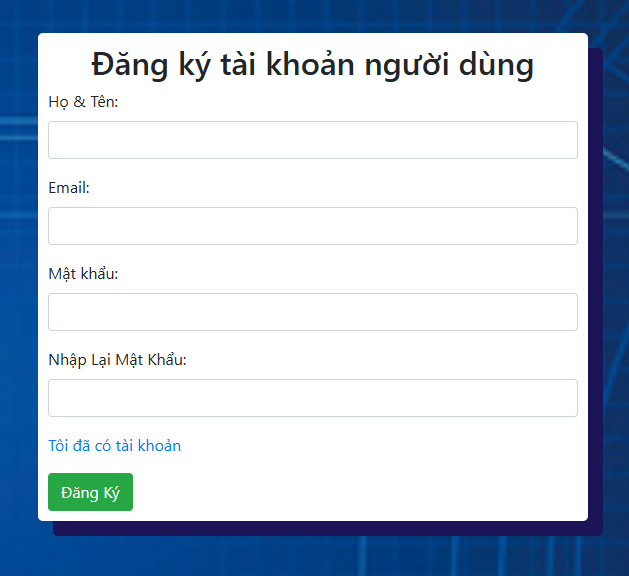 Đăng ký tài khoản người dùng
Họ & Tên:
Email:
Mật khẩu:
Nhập Lại Mật Khẩu:
Tôi đã có tài khoản
Đăng Ký